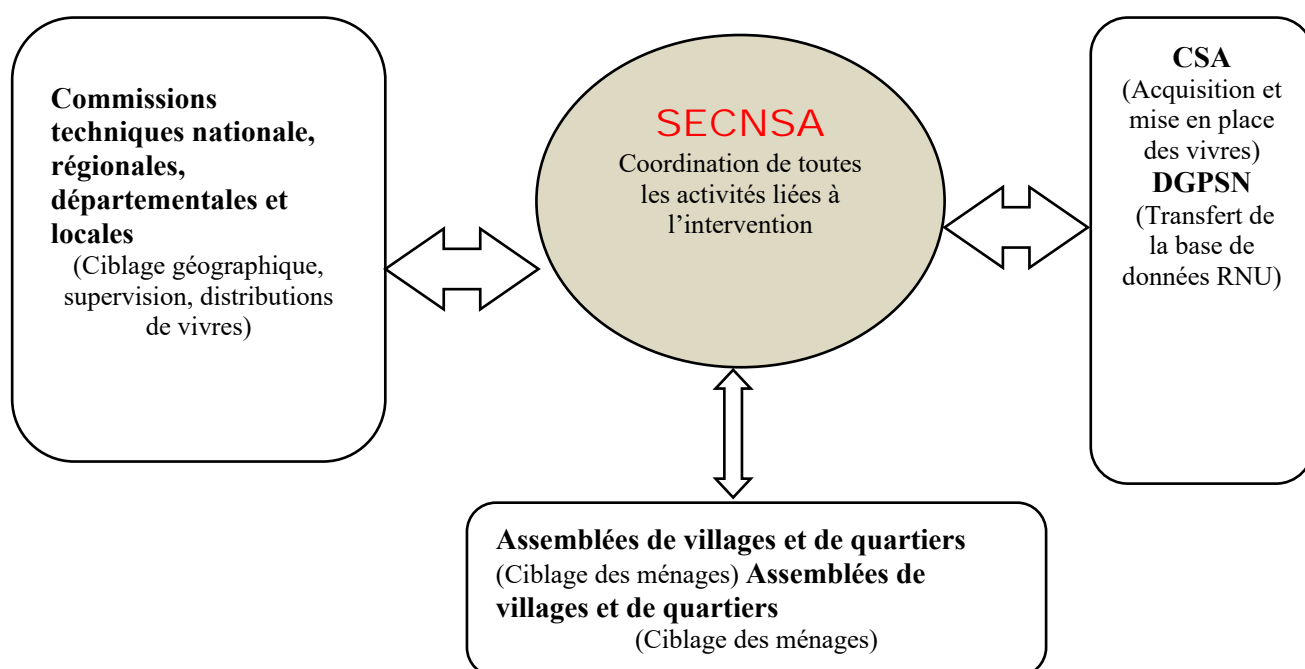 Commissions
techniques nationale,
régionales,
départementales et
locales
(Ciblage géographique,
supervision, distributions
de vivres)
SECNSA
Coordination de toutes
les activités liées à
l’intervention
CSA
(Acquisition et
mise en place
des vivres)
DGPSN
(Transfert de
la base de
données RNU)
Assemblées de villages et de quartiers
(Ciblage des ménages) Assemblées de
villages et de quartiers
(Ciblage des ménages)